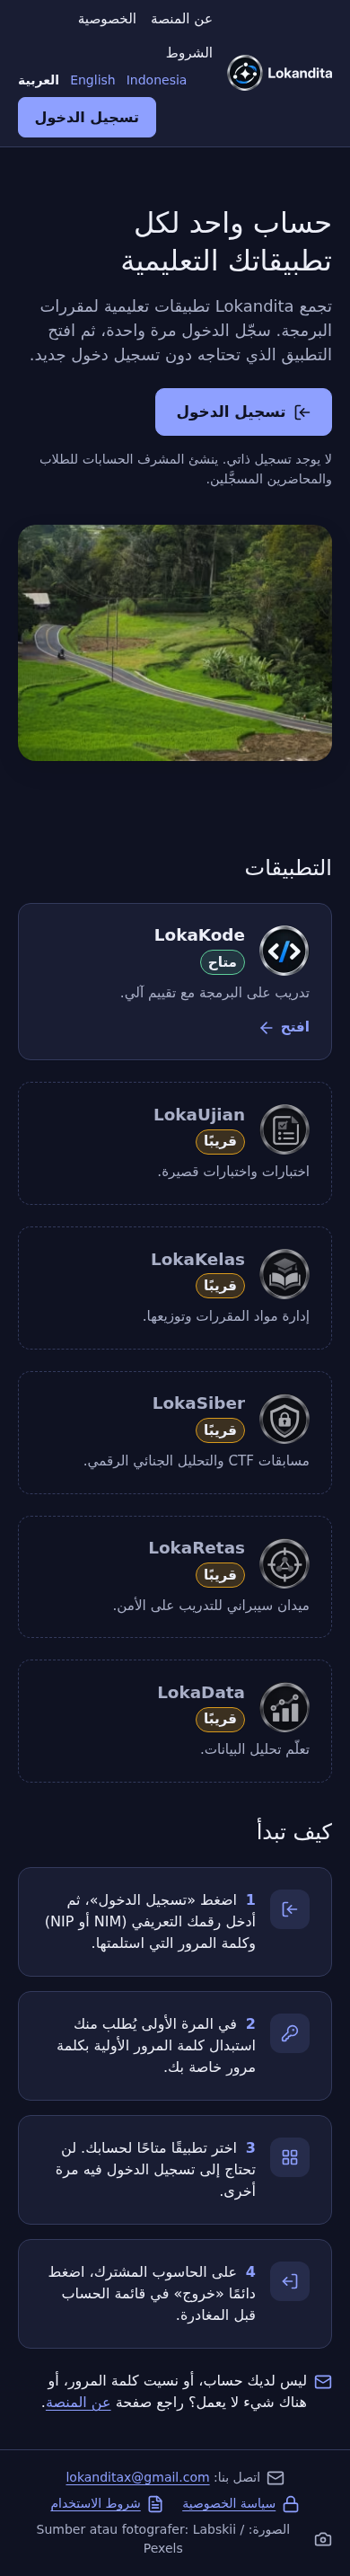 عن المنصة الخصوصية
الشروط
Lokandita
العربية English Indonesia
تسجيل الدخول
حساب واحد لكل
تطبيقاتك التعليمية
تجمع Lokandita تطبيقات تعليمية لمقررات
البرمجة. سجّل الدخول مرة واحدة، ثم افتح
التطبيق الذي تحتاجه دون تسجيل دخول جديد.
تسجيل الدخول
لا يوجد تسجيل ذاتي. ينشئ المشرف الحسابات للطلاب
والمحاضرين المسجَّلين.
التطبيقات
LokaKode
متاح
تدريب على البرمجة مع تقييم آلي.
افتح
LokaUjian
قريبًا
اختبارات واختبارات قصيرة.
LokaKelas
قريبًا
إدارة مواد المقررات وتوزيعها.
LokaSiber
قريبًا
مسابقات CTF والتحليل الجنائي الرقمي.
LokaRetas
قريبًا
ميدان سيبراني للتدريب على الأمن.
LokaData
قريبًا
تعلّم تحليل البيانات.
كيف تبدأ
1 اضغط «تسجيل الدخول»، ثم
أدخل رقمك التعريفي (NIM أو NIP)
وكلمة المرور التي استلمتها.
2 في المرة الأولى يُطلب منك
استبدال كلمة المرور الأولية بكلمة
مرور خاصة بك.
3 اختر تطبيقًا متاحًا لحسابك. لن
تحتاج إلى تسجيل الدخول فيه مرة
أخرى.
4 على الحاسوب المشترك، اضغط
دائمًا «خروج» في قائمة الحساب
قبل المغادرة.
ليس لديك حساب، أو نسيت كلمة المرور، أو
هناك شيء لا يعمل؟ راجع صفحة عن المنصة.
اتصل بنا: lokanditax@gmail.com
سياسة الخصوصية شروط الاستخدام
الصورة: Sumber atau fotografer: Labskii /
Pexels